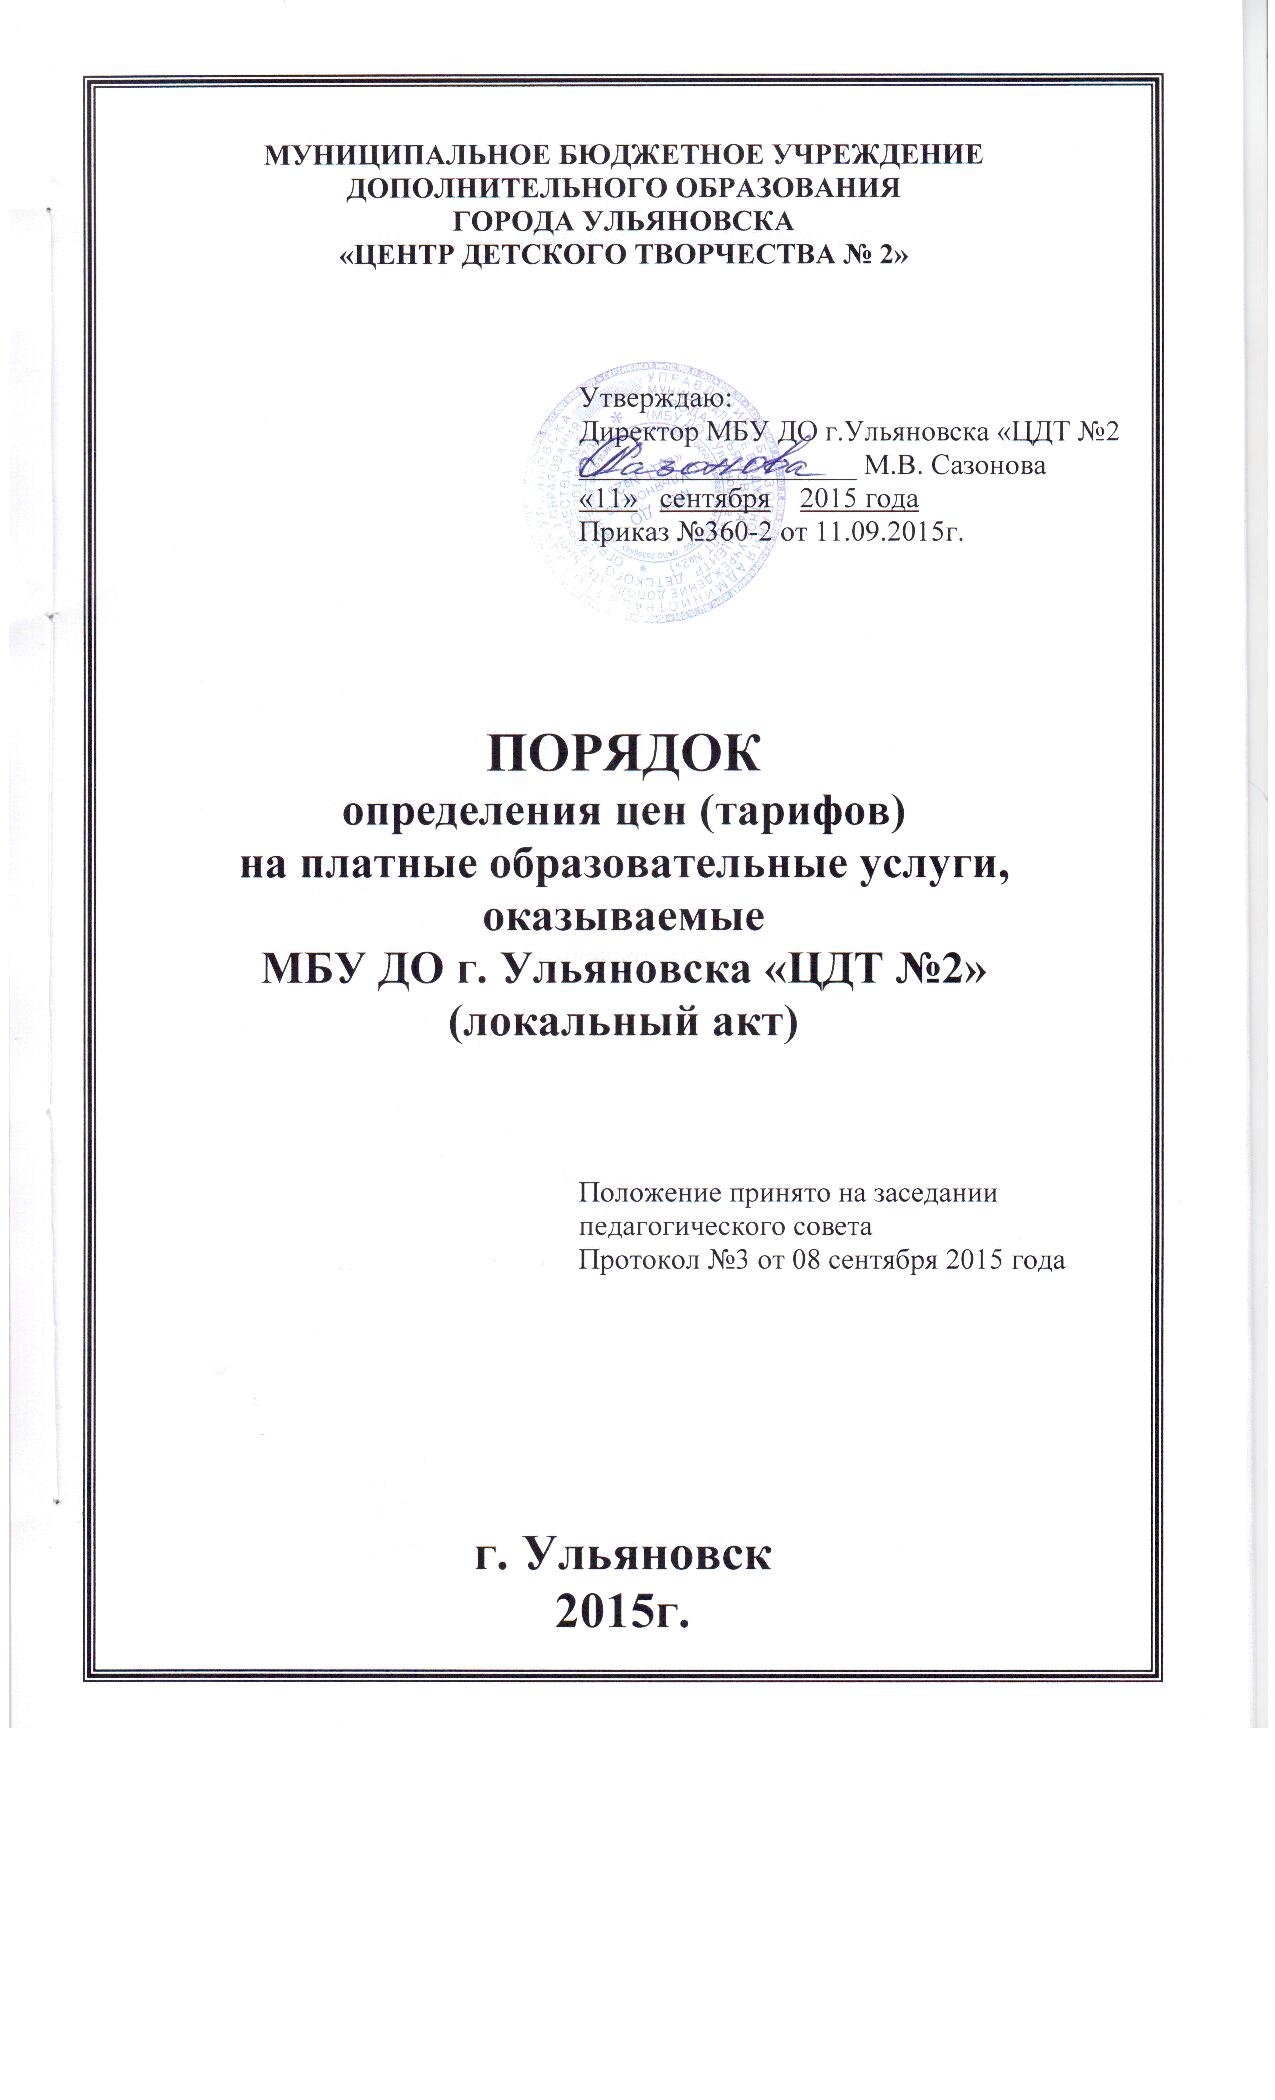 МУНИЦИПАЛЬНОЕ БЮДЖЕТНОЕ УЧРЕЖДЕНИЕ
ДОПОЛНИТЕЛЬНОГО ОБРАЗОВАНИЯ
ГОРОДА УЛЬЯНОВСКА
«ЦЕНТР ДЕТСКОГО ТВОРЧЕСТВА № 2»
Утверждаю:
Директор МБУ ДО г.Ульяновска «ЦДТ №2
Сазонова М.В. Сазонова
«11» сентября 2015 года
Приказ №360-2 от 11.09.2015г.
ПОРЯДОК
определения цен (тарифов)
на платные образовательные услуги,
оказываемые
МБУ ДО г. Ульяновска «ЦДТ №2»
(локальный акт)
Положение принято на заседании
педагогического совета
Протокол №3 от 08 сентября 2015 года
г. Ульяновск
2015г.